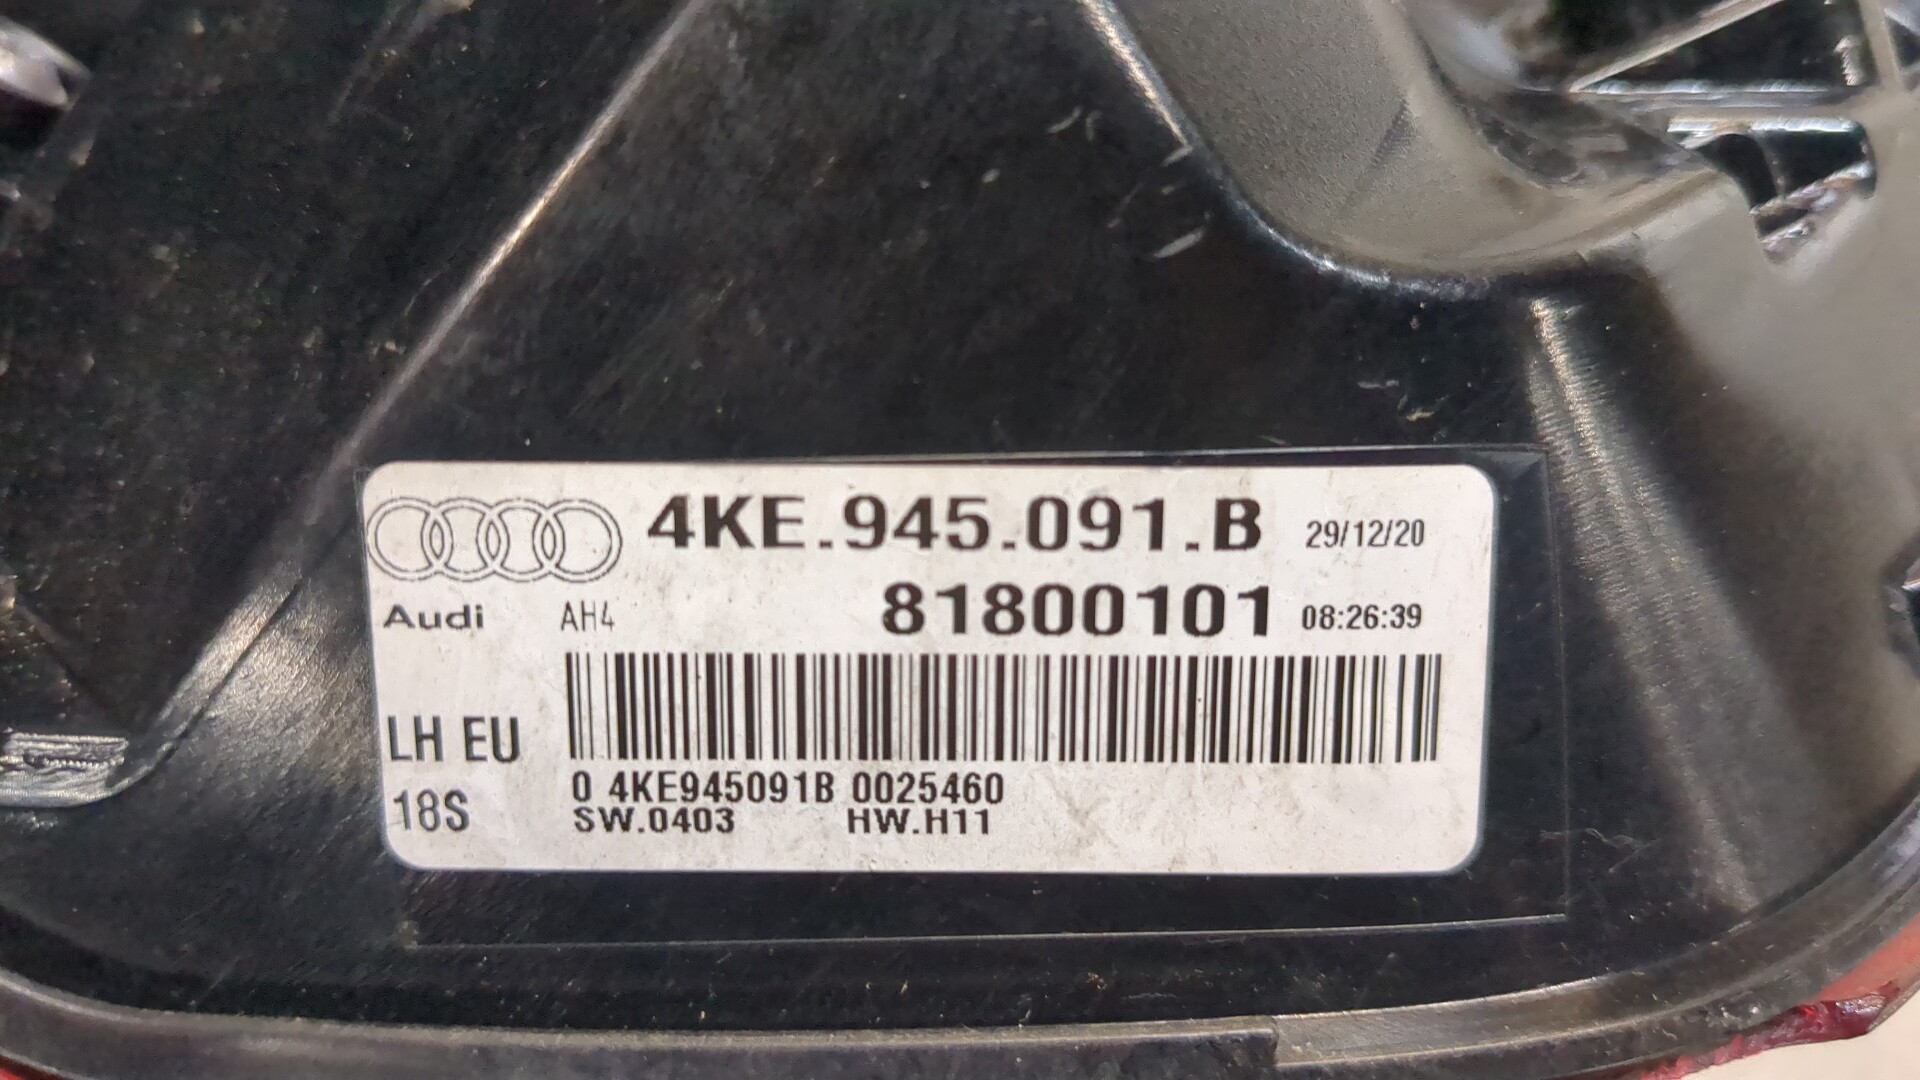 4KE.945.091.B 29/12/20
Audi AH4 81800101 08:26:39
LH EU
0 4KE945091B 0025460
18S
SW.0403 HW.H11